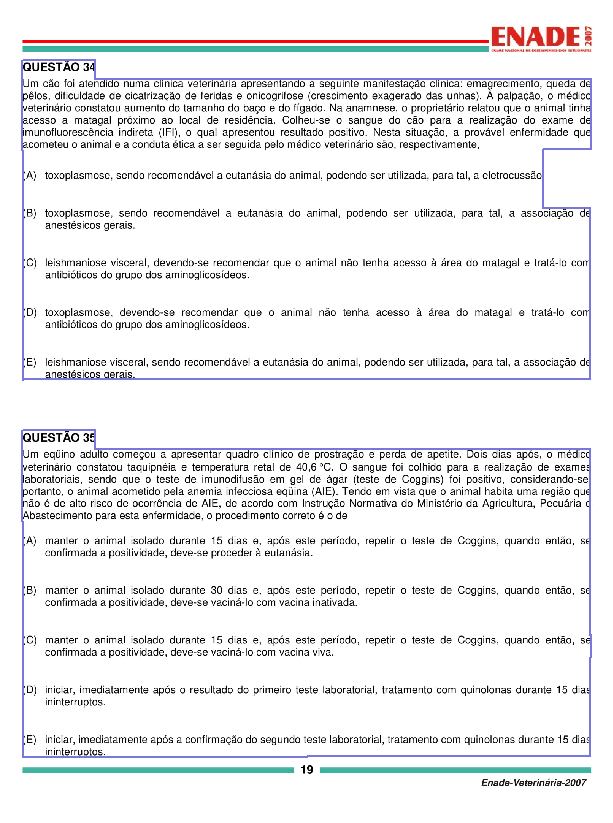 ENADE 2007
EXAME NACIONAL DE DESEMPENHO DOS ESTUDANTES
QUESTÃO 34
Um cão foi atendido numa clínica veterinária apresentando a seguinte manifestação clínica: emagrecimento, queda de
pêlos, dificuldade de cicatrização de feridas e onicogrifose (crescimento exagerado das unhas). À palpação, o médico
veterinário constatou aumento do tamanho do baço e do fígado. Na anamnese, o proprietário relatou que o animal tinha
acesso a matagal próximo ao local de residência. Colheu-se o sangue do cão para a realização do exame de
imunofluorescência indireta (IFI), o qual apresentou resultado positivo. Nesta situação, a provável enfermidade que
acometeu o animal e a conduta ética a ser seguida pelo médico veterinário são, respectivamente,
(A) toxoplasmose, sendo recomendável a eutanásia do animal, podendo ser utilizada, para tal, a eletrocussão
(B) toxoplasmose, sendo recomendável a eutanásia do animal, podendo ser utilizada, para tal, a associação de
anestésicos gerais.
(C) leishmaniose visceral, devendo-se recomendar que o animal não tenha acesso à área do matagal e tratá-lo com
antibióticos do grupo dos aminoglicosídeos.
(D) toxoplasmose, devendo-se recomendar que o animal não tenha acesso à área do matagal e tratá-lo com
antibióticos do grupo dos aminoglicosídeos.
(E) leishmaniose visceral, sendo recomendável a eutanásia do animal, podendo ser utilizada, para tal, a associação de
anestésicos gerais.
QUESTÃO 35
Um eqüino adulto começou a apresentar quadro clínico de prostração e perda de apetite. Dois dias após, o médico
veterinário constatou taquipnéia e temperatura retal de 40,6 °C. O sangue foi colhido para a realização de exames
laboratoriais, sendo que o teste de imunodifusão em gel de ágar (teste de Coggins) foi positivo, considerando-se,
portanto, o animal acometido pela anemia infecciosa eqüina (AIE). Tendo em vista que o animal habita uma região que
não é de alto risco de ocorrência de AIE, de acordo com Instrução Normativa do Ministério da Agricultura, Pecuária e
Abastecimento para esta enfermidade, o procedimento correto é o de
(A) manter o animal isolado durante 15 dias e, após este período, repetir o teste de Coggins, quando então, se
confirmada a positividade, deve-se proceder à eutanásia.
(B) manter o animal isolado durante 30 dias e, após este período, repetir o teste de Coggins, quando então, se
confirmada a positividade, deve-se vaciná-lo com vacina inativada.
(C) manter o animal isolado durante 15 dias e, após este período, repetir o teste de Coggins, quando então, se
confirmada a positividade, deve-se vaciná-lo com vacina viva.
(D) iniciar, imediatamente após o resultado do primeiro teste laboratorial, tratamento com quinolonas durante 15 dias
ininterruptos.
(E) iniciar, imediatamente após a confirmação do segundo teste laboratorial, tratamento com quinolonas durante 15 dias
ininterruptos.
19
Enade-Veterinária-2007